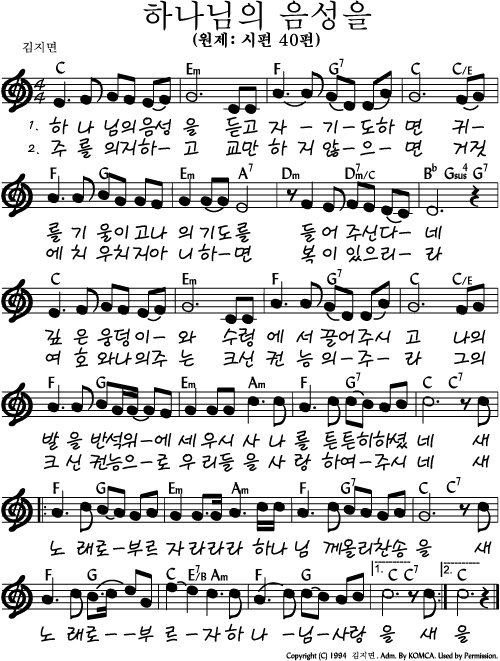 하나님의 음성을
(원제: 시편 40편)
김지면
4/4
C Em F G7 C C/E
1. 하 나 님의음성 을 듣고 자 - 기-도하 면 귀-
2. 주 를 의지하- 고 교만 하 지 않-으- 면 거짓
F G Em A7 Dm Dm7/C Bb Gsus4 G7
를 기 울이고나 의기도를 들어 주신다- 네
에 치 우치지아 니하-면 복이 있으리- 라
C Em F G7 C C/E
깊 은 웅덩이- 와 수렁 에 서 끌어주시 고 나의
여 호 와나의주 는 크신 권 능 의-주- 라 그의
F G Em Am F G7 C C7
발 을 반석위-에 세우시 사 나 를 튼튼히하셨 네 새
크 신 권능으-로 우리들 을 사 랑 하여-주시 네 새
F G Em Am F G7 C C7
노 래로-부르 자 라라라 하나 님 께올리찬송 을 새
F G C E7/B Am F G7 1. C C7 2. C
노 래로-- 부르-자 하 나 -님-사랑 을 새 을
Copyright (C) 1994 김지면. Adm. By KOMCA. Used by Permission.